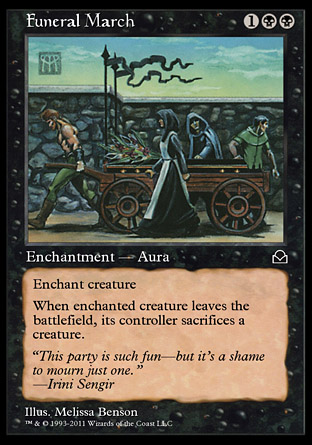 Funeral March 1
Enchantment — Aura
Enchant creature
When enchanted creature leaves the
battlefield, its controller sacrifices a
creature.
“This party is such fun—but it’s a shame
to mourn just one.”
—Irini Sengir
Illus. Melissa Benson
™ & © 1993-2011 Wizards of the Coast LLC